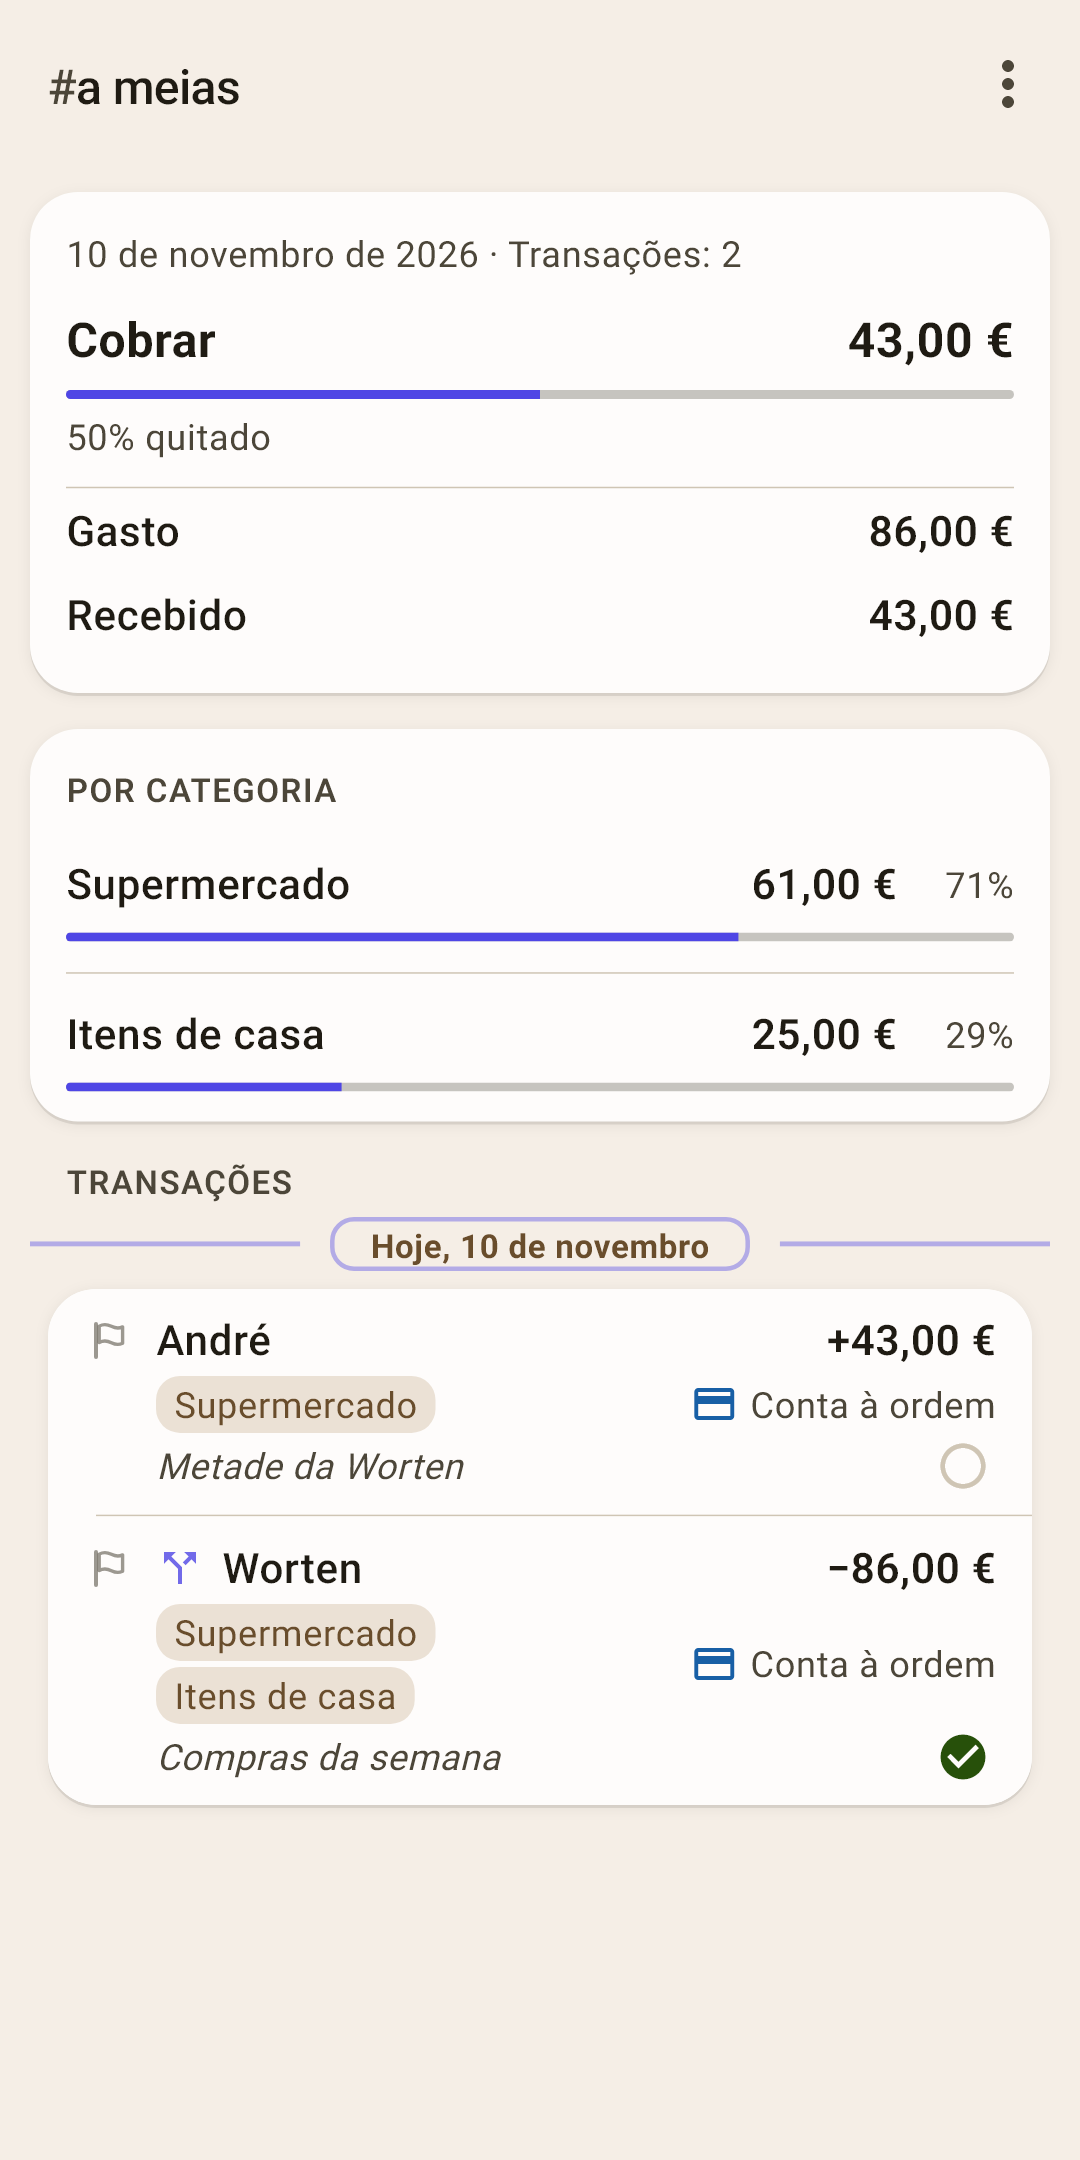 #a meias
10 de novembro de 2026 · Transações: 2
Cobrar 43,00 €
50% quitado
Gasto 86,00 €
Recebido 43,00 €
POR CATEGORIA
Supermercado 61,00 € 71%
Itens de casa 25,00 € 29%
TRANSAÇÕES
Hoje, 10 de novembro
André +43,00 €
Supermercado Conta à ordem
Metade da Worten
Worten −86,00 €
Supermercado
Conta à ordem
Itens de casa
Compras da semana